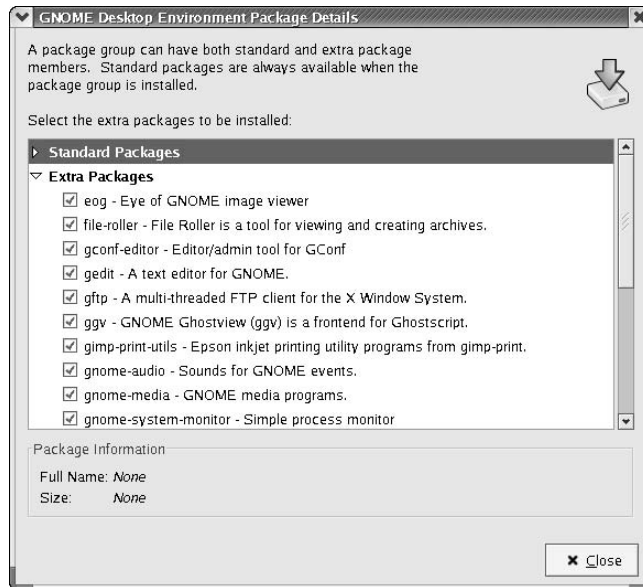 GNOME Desktop Environment Package Details
A package group can have both standard and extra package
members. Standard packages are always available when the
package group is installed.
Select the extra packages to be installed:
Standard Packages
Extra Packages
eog - Eye of GNOME image viewer
file-roller - File Roller is a tool for viewing and creating archives.
gconf-editor - Editor/admin tool for GConf
gedit - A text editor for GNOME.
gftp - A multi-threaded FTP client for the X Window System.
ggv - GNOME Ghostview (ggv) is a frontend for Ghostscript.
gimp-print-utils - Epson inkjet printing utility programs from gimp-print.
gnome-audio - Sounds for GNOME events.
gnome-media - GNOME media programs.
gnome-system-monitor - Simple process monitor
Package Information
Full Name: None
Size: None
Close